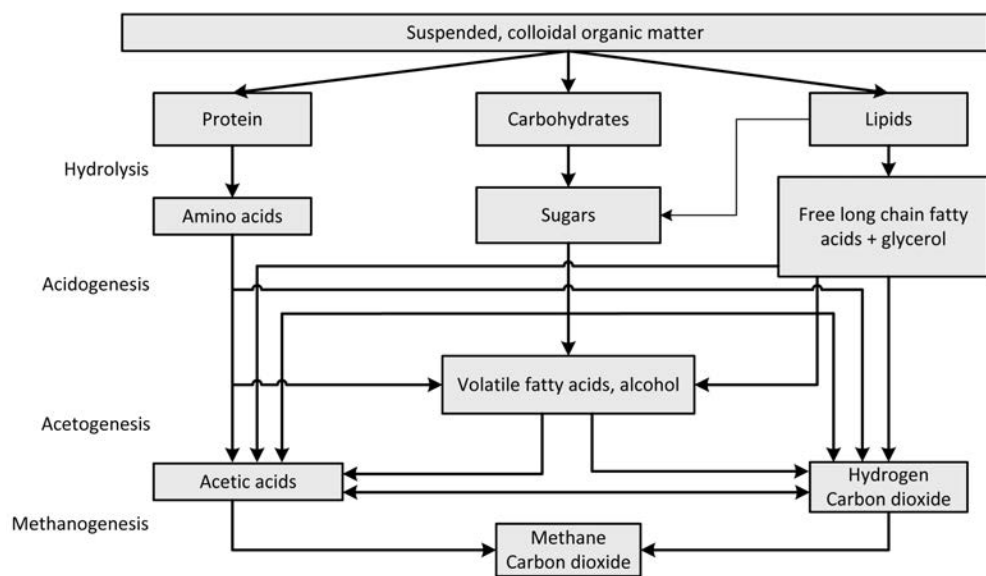 Suspended, colloidal organic matter
Protein
Carbohydrates
Lipids
Hydrolysis
Amino acids
Sugars
Free long chain fatty
acids + glycerol
Acidogenesis
Volatile fatty acids, alcohol
Acetogenesis
Acetic acids
Hydrogen
Carbon dioxide
Methanogenesis
Methane
Carbon dioxide